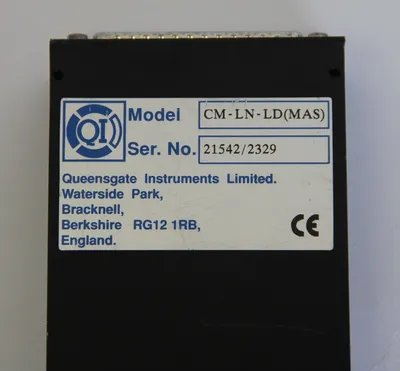 QI
Model CM-LN-LD(MAS)
Ser. No. 21542/2329
Queensgate Instruments Limited.
Waterside Park,
Bracknell,
Berkshire RG12 1RB,
England.
CE